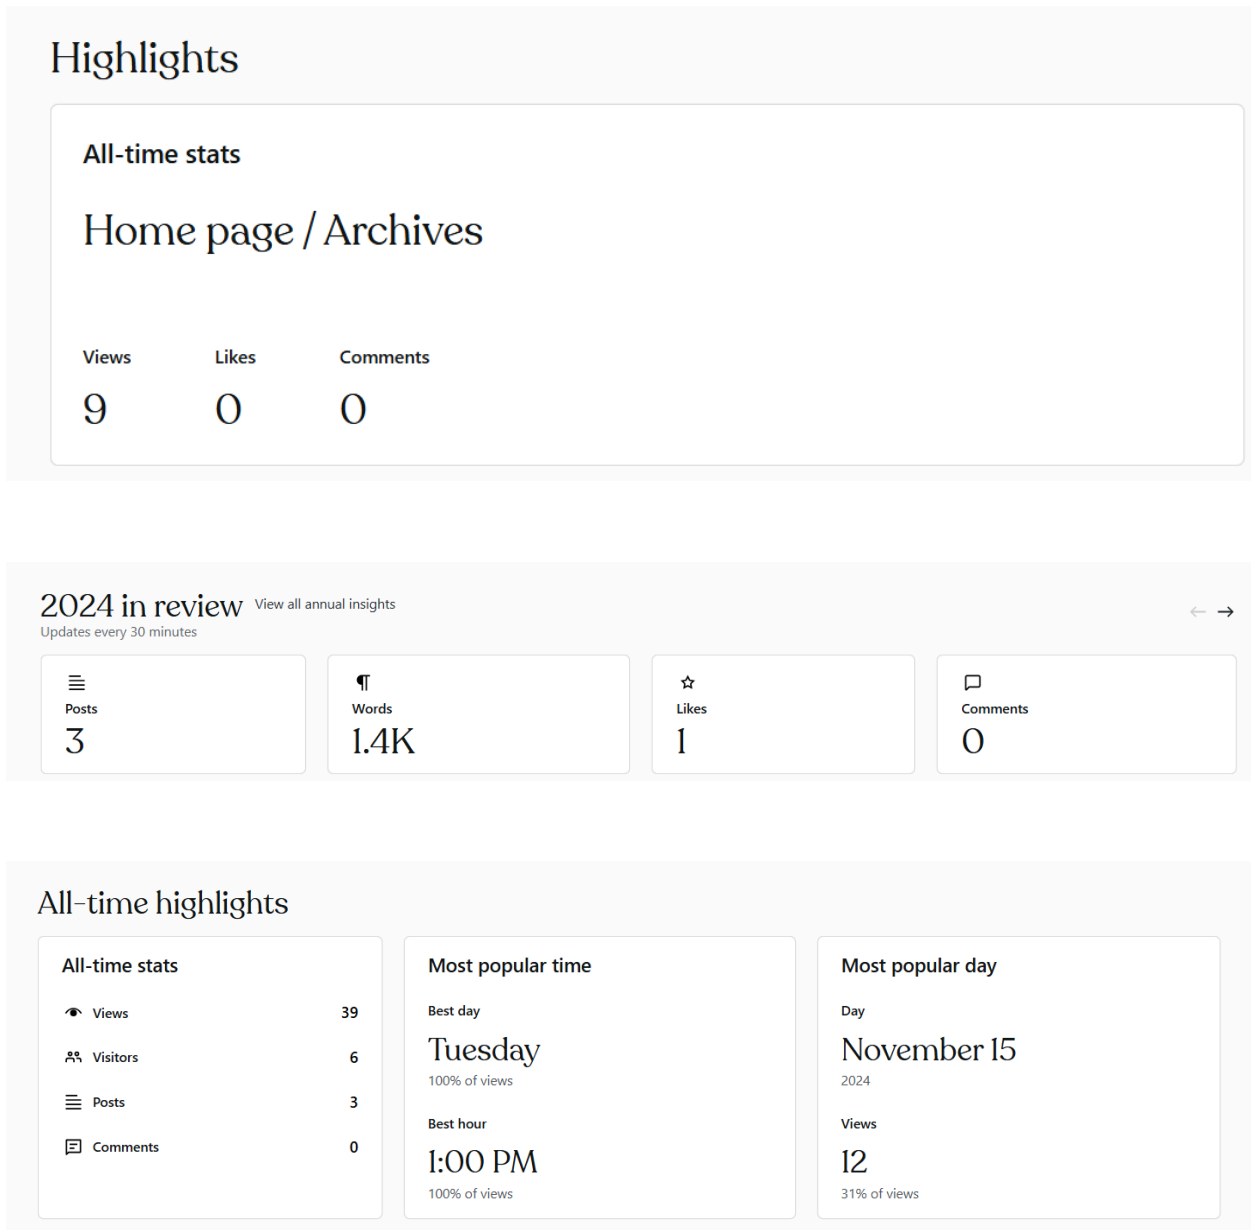 Highlights
All-time stats
Home page / Archives
Views Likes Comments
9 0 0
2024 in review View all annual insights
Updates every 30 minutes
Posts Words Likes Comments
3 1.4K 1 0
All-time highlights
All-time stats
Views 39
Visitors 6
Posts 3
Comments 0
Most popular time
Best day
Tuesday
100% of views
Best hour
1:00 PM
100% of views
Most popular day
Day
November 15
2024
Views
12
31% of views